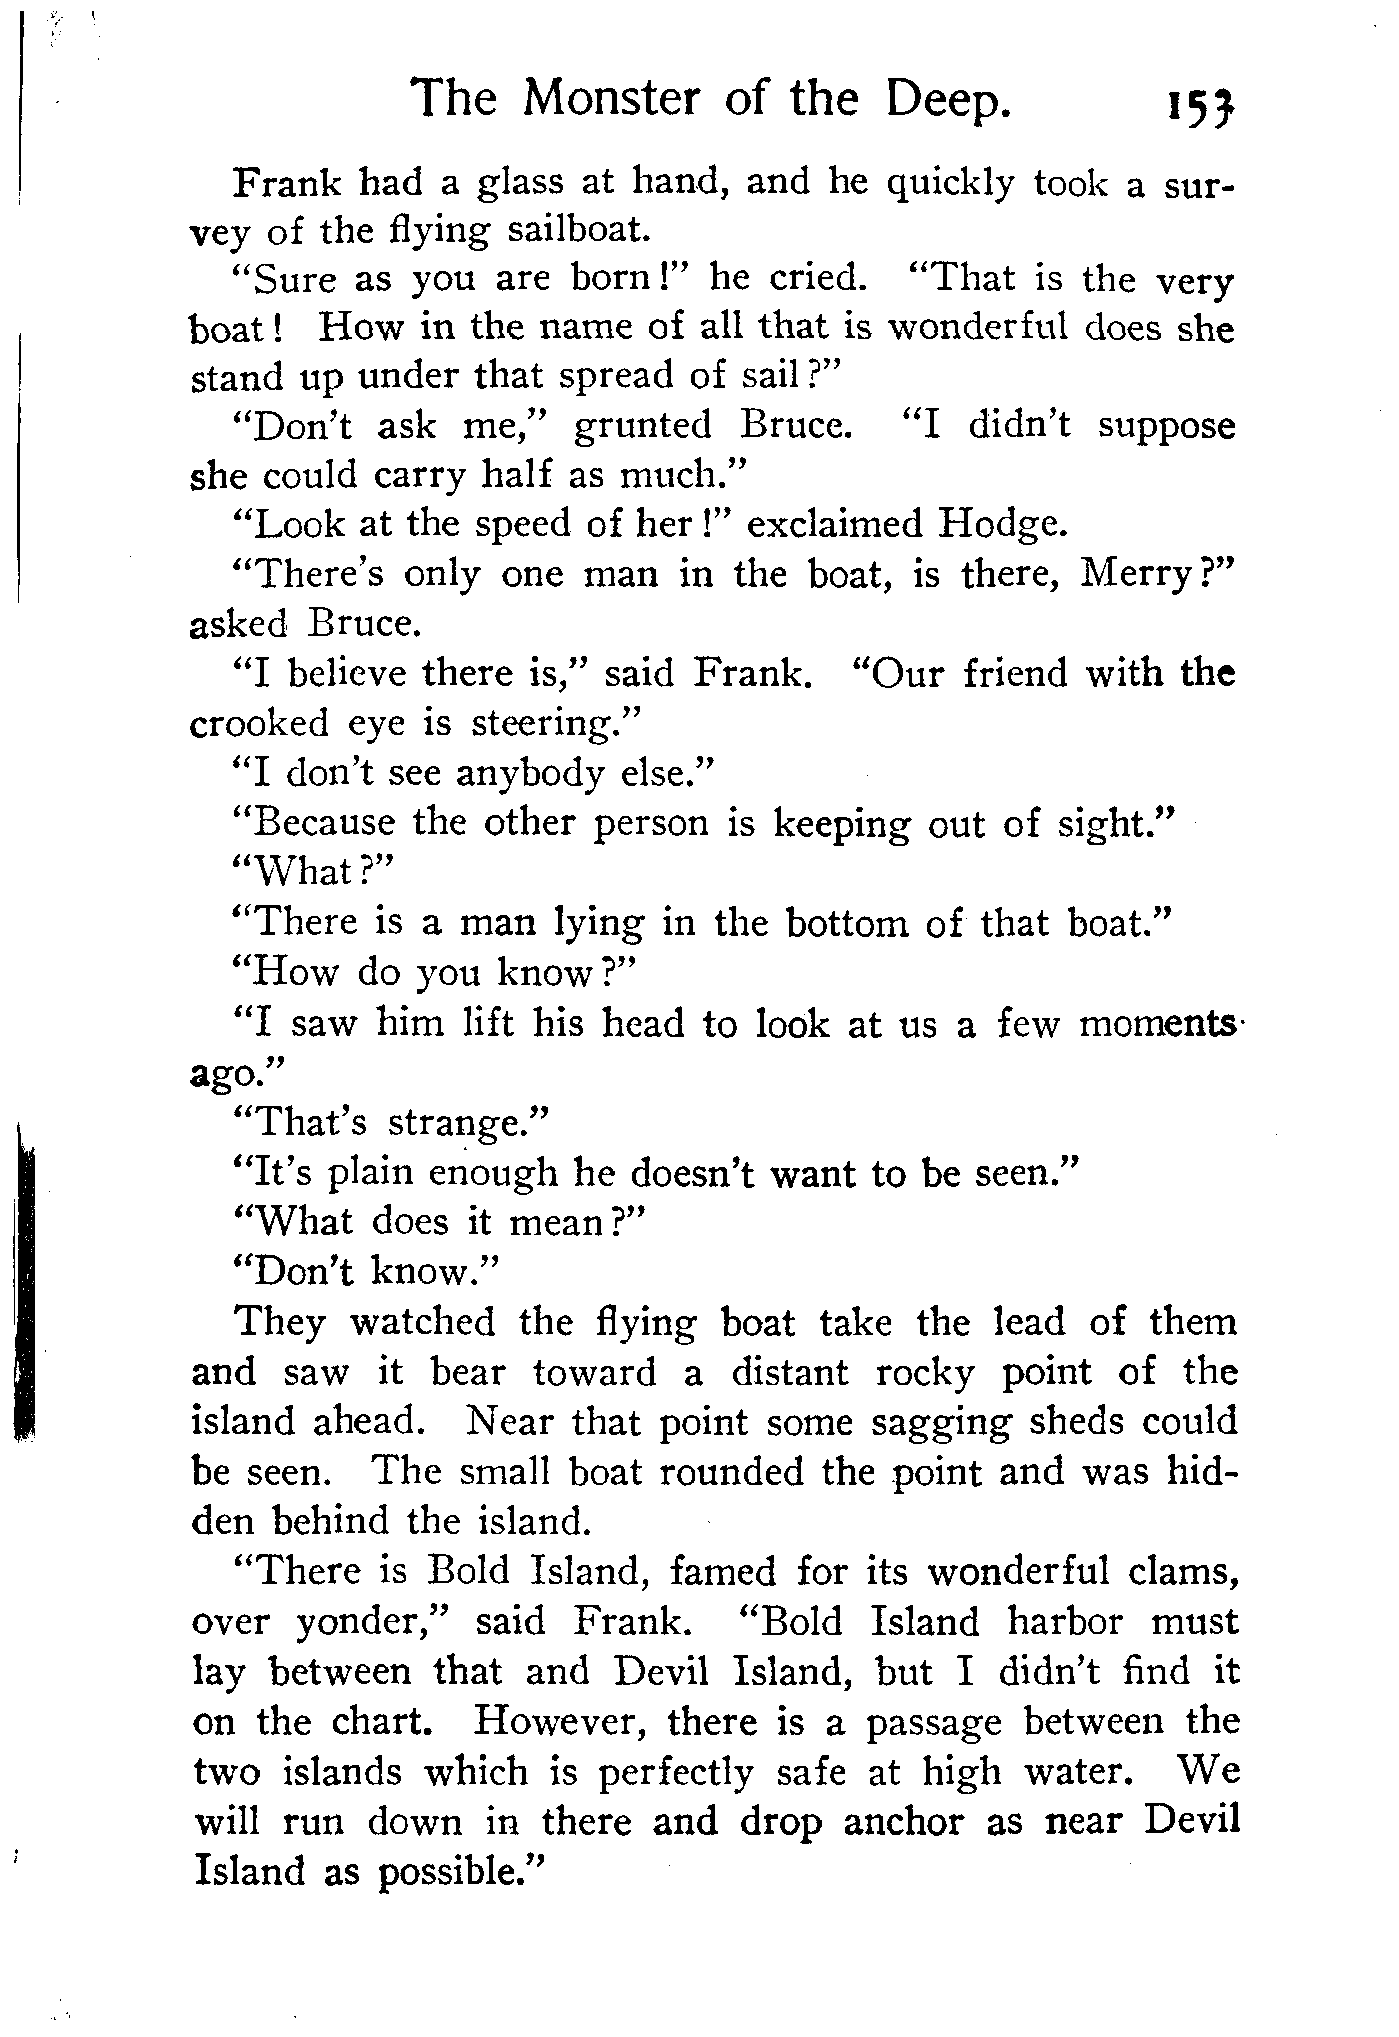 The Monster of the Deep. 153
Frank had a glass at hand, and he quickly took a sur-
vey of the flying sailboat.
“Sure as you are born!” he cried. “That is the very
boat! How in the name of all that is wonderful does she
stand up under that spread of sail?”
“Don't ask me,” grunted Bruce. “I didn't suppose
she could carry half as much.”
“Look at the speed of her!” exclaimed Hodge.
“There's only one man in the boat, is there, Merry?”
asked Bruce.
“I believe there is,” said Frank. “Our friend with the
crooked eye is steering.”
“I don't see anybody else.”
“Because the other person is keeping out of sight.”
“What?”
“There is a man lying in the bottom of that boat.”
“How do you know?”
“I saw him lift his head to look at us a few moments
ago.”
“That's strange.”
“It's plain enough he doesn't want to be seen.”
“What does it mean?”
“Don't know.”
They watched the flying boat take the lead of them
and saw it bear toward a distant rocky point of the
island ahead. Near that point some sagging sheds could
be seen. The small boat rounded the point and was hid-
den behind the island.
“There is Bold Island, famed for its wonderful clams,
over yonder,” said Frank. “Bold Island harbor must
lay between that and Devil Island, but I didn't find it
on the chart. However, there is a passage between the
two islands which is perfectly safe at high water. We
will run down in there and drop anchor as near Devil
Island as possible.”